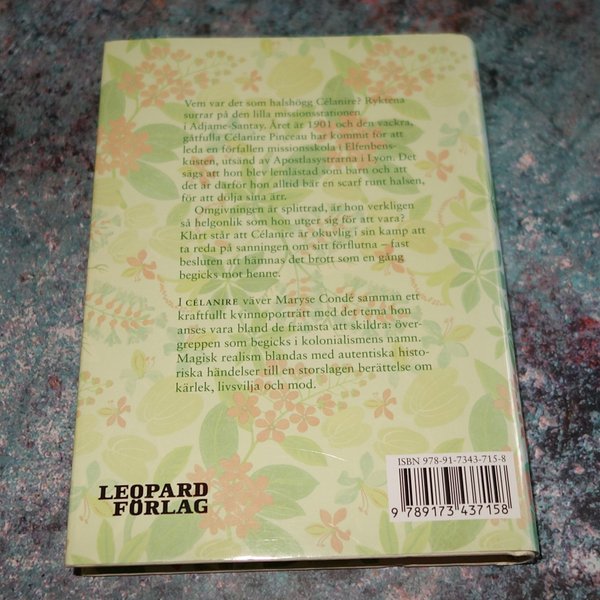 Vem var det som halshögg Célanire? Ryktena
surrar på den lilla missionsstationen
i Adjame-Santay. Året är 1901 och den vackra,
gåtfulla Célanire Pinceau har kommit för att
leda en förfallen missionsskola i Elfenbens-
kusten, utsänd av Apostlasystrarna i Lyon. Det
sägs att hon blev lemlästad som barn och att
det är därför hon alltid bär en scarf runt halsen,
för att dölja sina ärr.
Omgivningen är splittrad, är hon verkligen
så helgonlik som hon utger sig för att vara?
Klart står att Célanire är okuvlig i sin kamp att
ta reda på sanningen om sitt förflutna – fast
besluten att hämnas det brott som en gång
begicks mot henne.
I CÉLANIRE väver Maryse Condé samman ett
kraftfullt kvinnoporträtt med det tema hon
anses vara bland de främsta att skildra: över-
greppen som begicks i kolonialismens namn.
Magisk realism blandas med autentiska histo-
riska händelser till en storslagen berättelse om
kärlek, livsvilja och mod.
LEOPARD
FÖRLAG
ISBN 978-91-7343-715-8
9 789173 437158